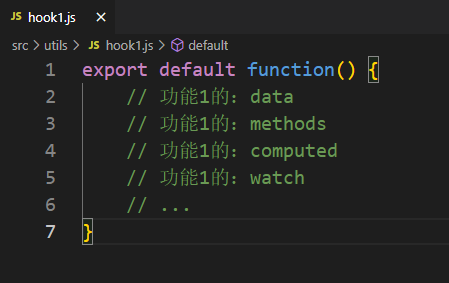 JS hook1.js ×
src > utils > JS hook1.js > default
1 export default function() {
2     // 功能1的：data
3     // 功能1的：methods
4     // 功能1的：computed
5     // 功能1的：watch
6     // ...
7 }